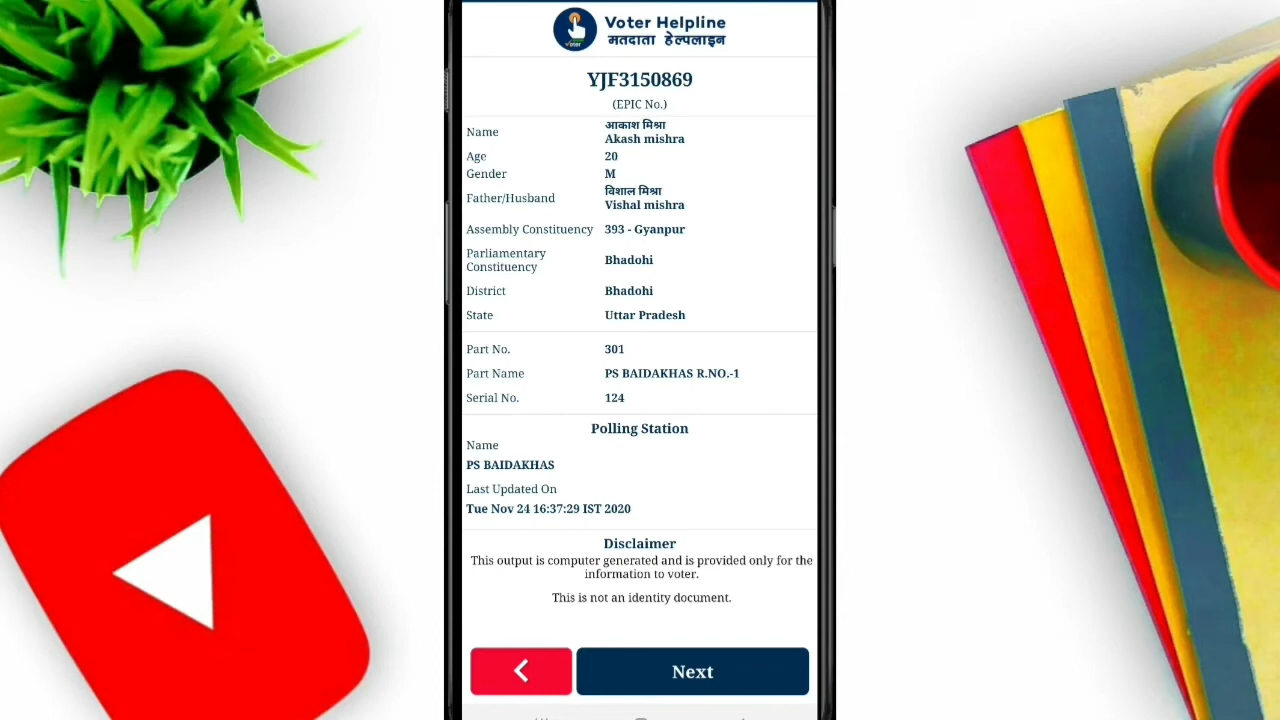 Voter Helpline
मतदाता हेल्पलाइन
Voter
YJF3150869
(EPIC No.)
Name
आकाश मिश्रा
Akash mishra
Age 20
Gender M
Father/Husband
विशाल मिश्रा
Vishal mishra
Assembly Constituency 393 - Gyanpur
Parliamentary
Constituency
Bhadohi
District Bhadohi
State Uttar Pradesh
Part No. 301
Part Name PS BAIDAKHAS R.NO.-1
Serial No. 124
Polling Station
Name
PS BAIDAKHAS
Last Updated On
Tue Nov 24 16:37:29 IST 2020
Disclaimer
This output is computer generated and is provided only for the
information to voter.
This is not an identity document.
Next